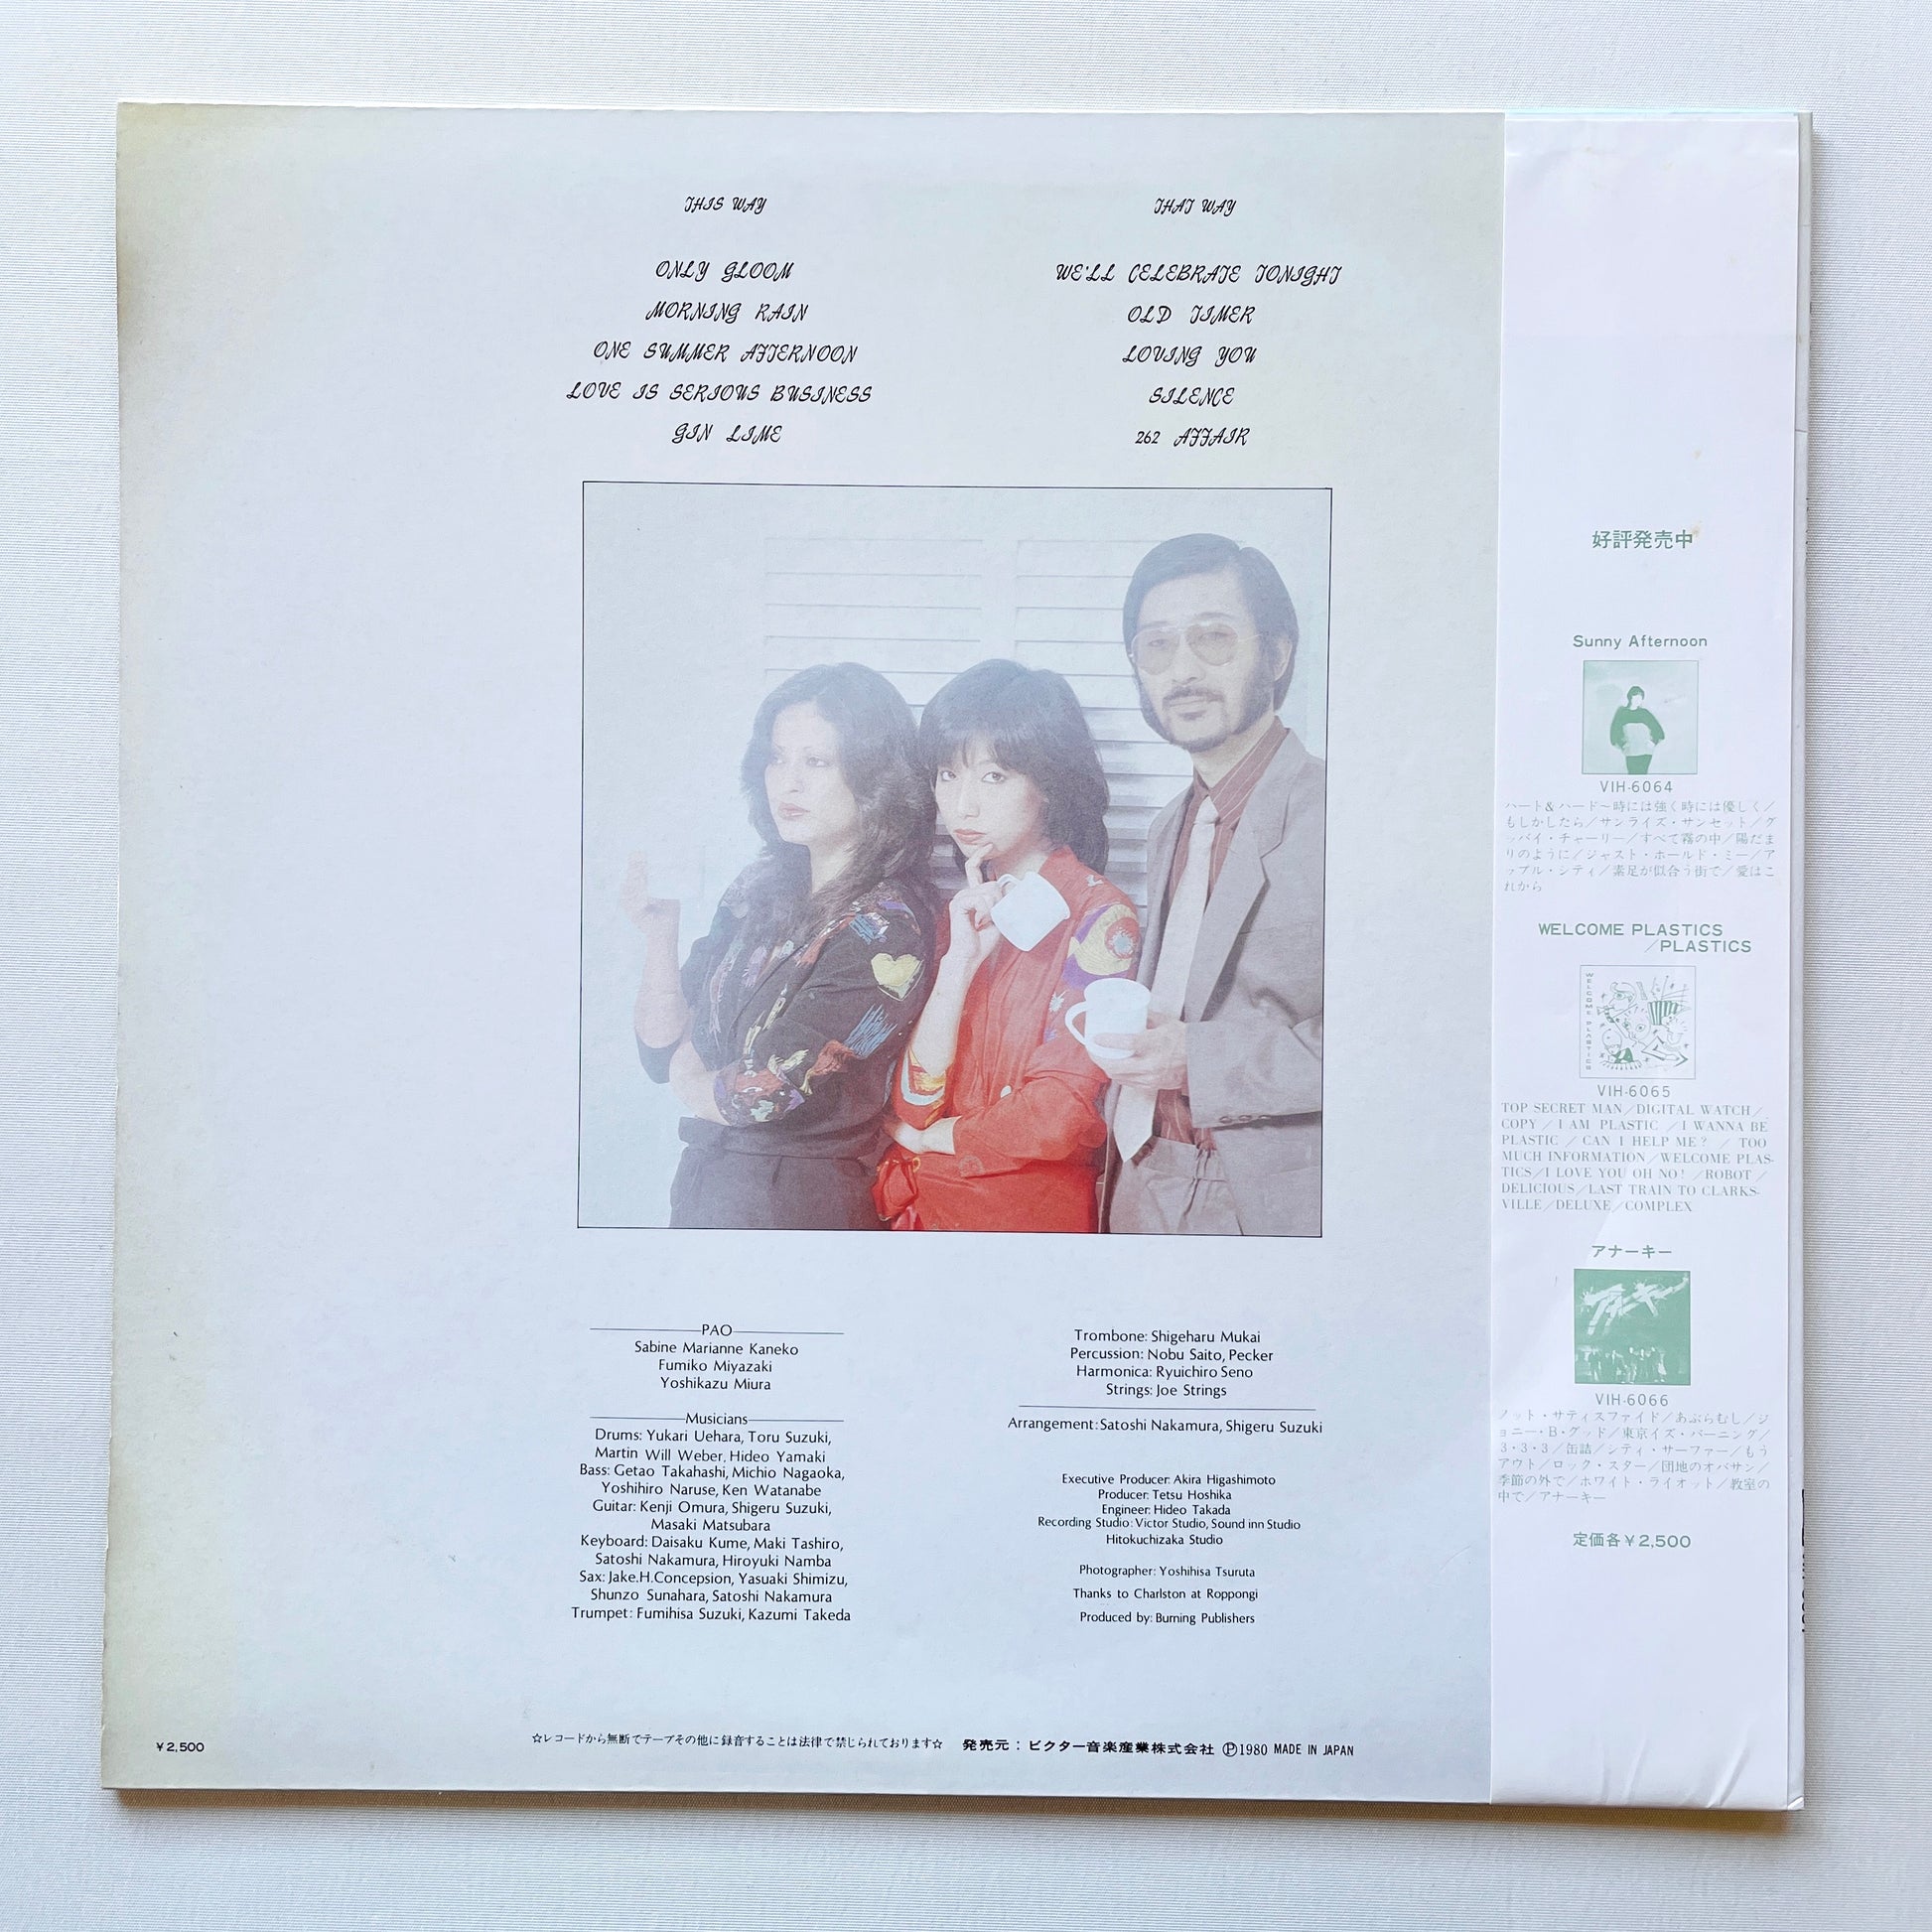 THIS WAY
ONLY GLOOM
MORNING RAIN
ONE SUMMER AFTERNOON
LOVE IS SERIOUS BUSINESS
GIN LIME
THAT WAY
WE'LL CELEBRATE TONIGHT
OLD TIMER
LOVING YOU
SILENCE
262 AFFAIR
PAO
Sabine Marianne Kaneko
Fumiko Miyazaki
Yoshikazu Miura
Musicians
Drums: Yukari Uehara, Toru Suzuki,
Martin Will Weber, Hideo Yamaki
Bass: Getao Takahashi, Michio Nagaoka,
Yoshihiro Naruse, Ken Watanabe
Guitar: Kenji Omura, Shigeru Suzuki,
Masaki Matsubara
Keyboard: Daisaku Kume, Maki Tashiro,
Satoshi Nakamura, Hiroyuki Namba
Sax: Jake.H.Concepsion, Yasuaki Shimizu,
Shunzo Sunahara, Satoshi Nakamura
Trumpet: Fumihisa Suzuki, Kazumi Takeda
Trombone: Shigeharu Mukai
Percussion: Nobu Saito, Pecker
Harmonica: Ryuichiro Seno
Strings: Joe Strings
Arrangement: Satoshi Nakamura, Shigeru Suzuki
Executive Producer: Akira Higashimoto
Producer: Tetsu Hoshika
Engineer: Hideo Takada
Recording Studio: Victor Studio, Sound inn Studio
Hitokuchizaka Studio
Photographer: Yoshihisa Tsuruta
Thanks to Charlston at Roppongi
Produced by: Burning Publishers
¥2,500
☆レコードから無断でテープその他に録音することは法律で禁じられております☆ 発売元：ビクター音楽産業株式会社 Ⓟ1980 MADE IN JAPAN
好評発売中
Sunny Afternoon
VIH-6064
ハート&ハード～時には強く時には優しく／
もしかしたら／サンライズ・サンセット／グ
ッバイ・チャーリー／すべて霧の中／陽だま
りのように／ジャスト・ホールド・ミー／ア
ップル・シティ／素足が似合う街で／愛はこ
れから
WELCOME PLASTICS
／PLASTICS
WELCOME PLASTICS
VIH-6065
TOP SECRET MAN／DIGITAL WATCH／
COPY／I AM PLASTIC／I WANNA BE
PLASTIC／CAN I HELP ME?／TOO
MUCH INFORMATION／WELCOME PLAS-
TICS／I LOVE YOU OH NO!／ROBOT／
DELICIOUS／LAST TRAIN TO CLARKS-
VILLE／DELUXE／COMPLEX
アナーキー
アナーキー
VIH-6066
ノット・サティスファイド／あぶらむし／ジ
ョニー・B・グッド／東京イズ・バーニング／
3・3・3／缶詰／シティ・サーファー／もう
アウト／ロック・スター／団地のオバサン／
季節の外で／ホワイト・ライオット／教室の
中で／アナーキー
定価各¥2,500